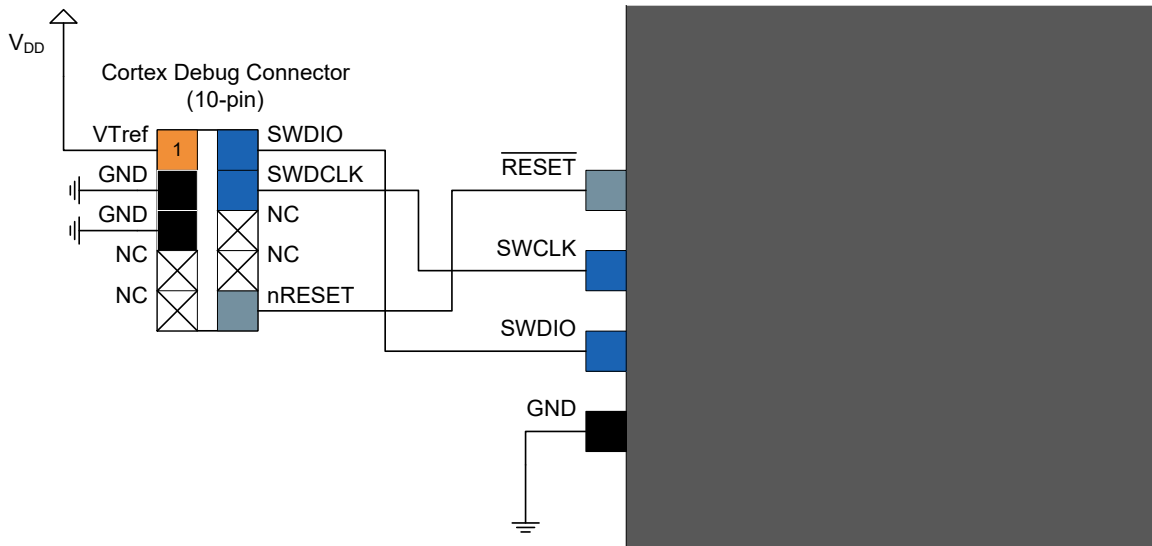 VDD
Cortex Debug Connector
(10-pin)
VTref
1
SWDIO
GND
SWDCLK
GND
NC
NC
NC
NC
nRESET
RESET
SWCLK
SWDIO
GND